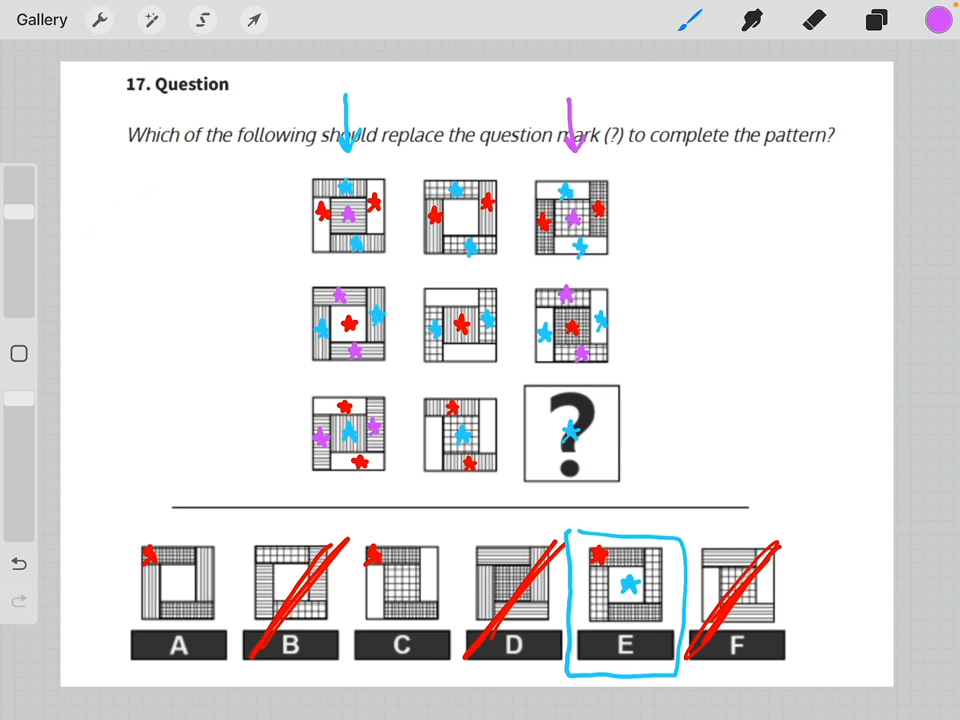 Gallery
17. Question
Which of the following should replace the question mark (?) to complete the pattern?
?
A B C D E F